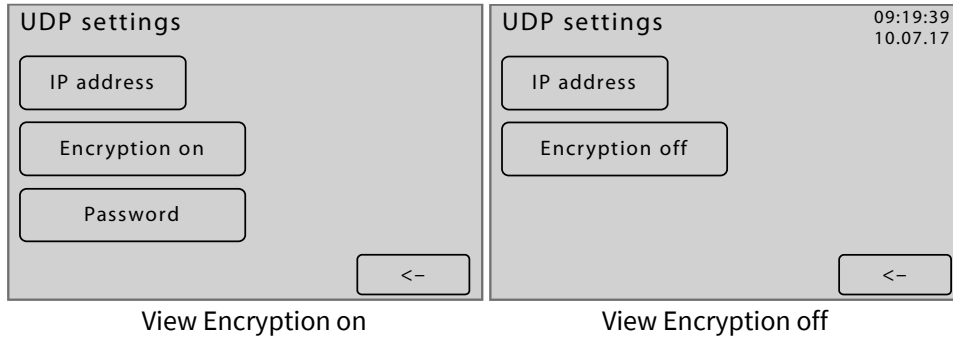 UDP settings
IP address
Encryption on
Password
<–
View Encryption on
UDP settings
09:19:39
10.07.17
IP address
Encryption off
<–
View Encryption off